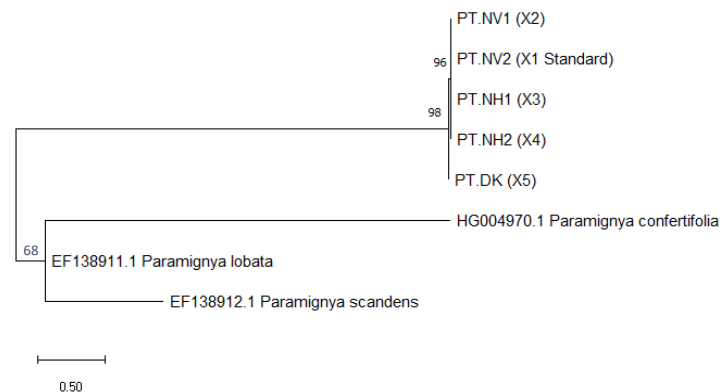 PT.NV1 (X2)
96
PT.NV2 (X1 Standard)
PT.NH1 (X3)
98
PT.NH2 (X4)
PT.DK (X5)
HG004970.1 Paramignya confertifolia
68
EF138911.1 Paramignya lobata
EF138912.1 Paramignya scandens
0.50